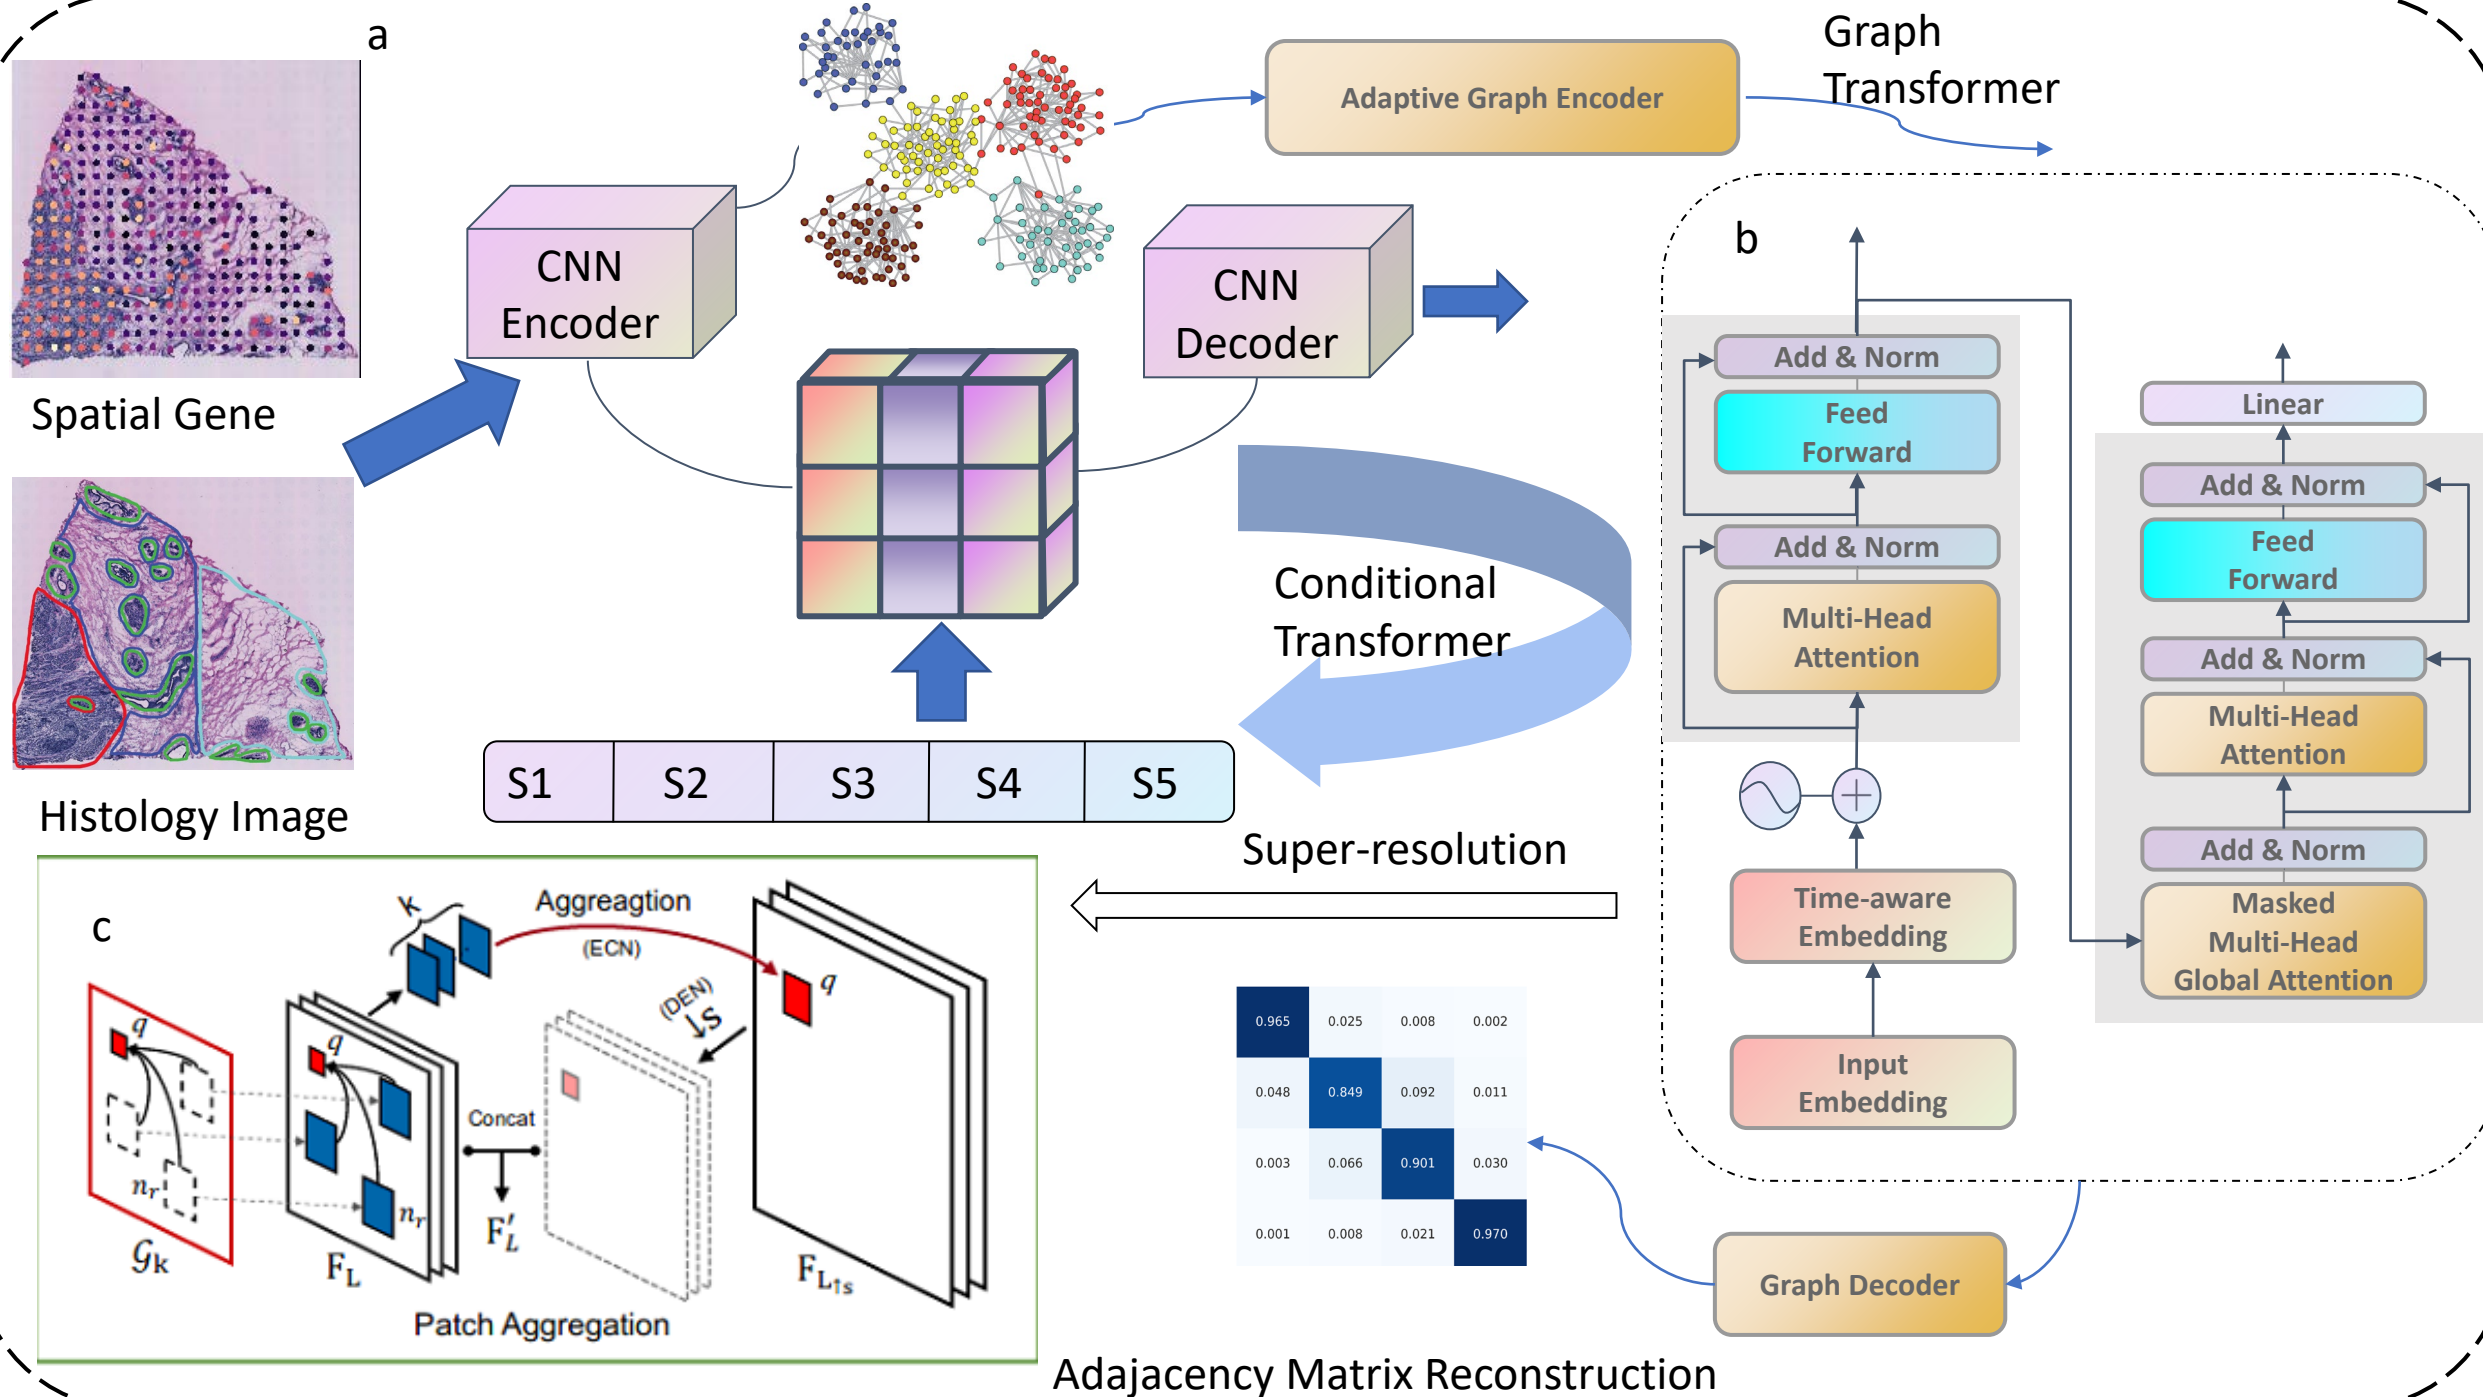 a
Spatial Gene
Histology Image
CNN
Encoder
CNN
Decoder
Adaptive Graph Encoder
Graph
Transformer
Conditional
Transformer
S1 S2 S3 S4 S5
Super-resolution
b
Add & Norm
Feed
Forward
Add & Norm
Multi-Head
Attention
Time-aware
Embedding
Input
Embedding
Linear
Add & Norm
Feed
Forward
Add & Norm
Multi-Head
Attention
Add & Norm
Masked
Multi-Head
Global Attention
c
k
Aggreagtion
(ECN)
q
(DEN)
↓s
q
q
Concat
n_r
n_r
F'_L
𝒢_k
F_L
F_L↑s
Patch Aggregation
0.965 0.025 0.008 0.002
0.048 0.849 0.092 0.011
0.003 0.066 0.901 0.030
0.001 0.008 0.021 0.970
Graph Decoder
Adajacency Matrix Reconstruction